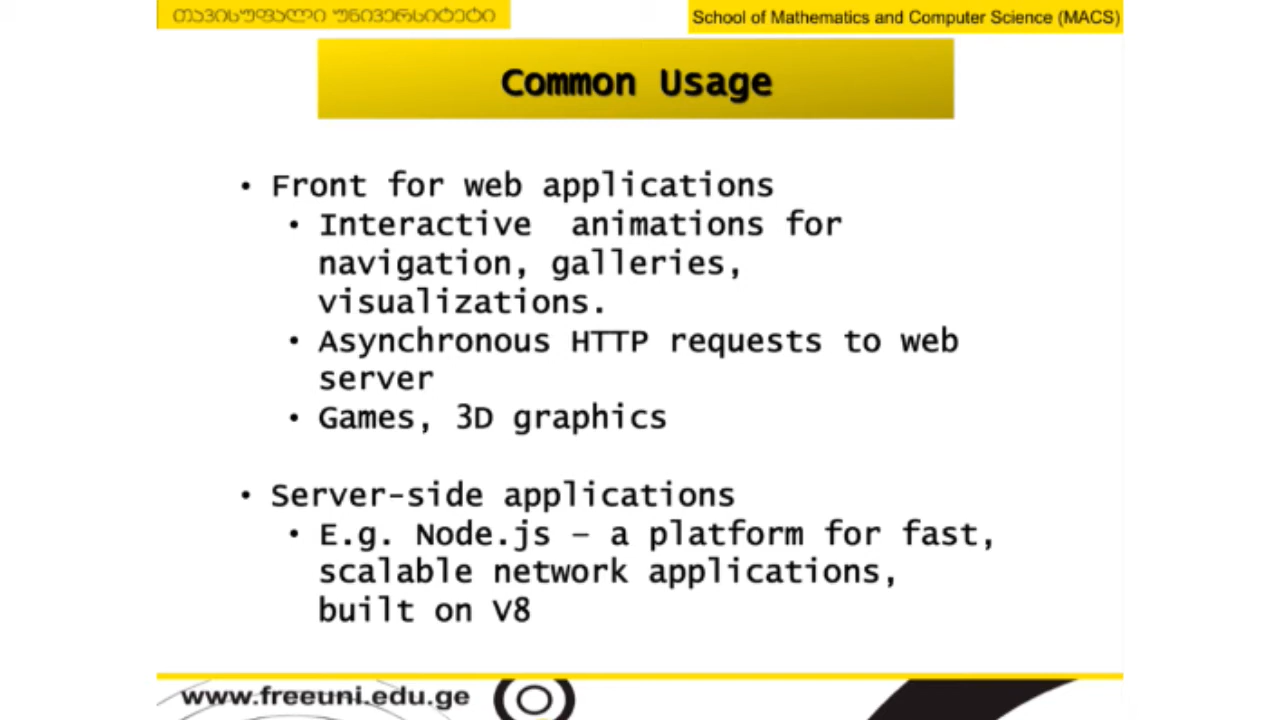 თავისუფალი უნივერსიტეტი
School of Mathematics and Computer Science (MACS)
Common Usage
• Front for web applications
• Interactive animations for
navigation, galleries,
visualizations.
• Asynchronous HTTP requests to web
server
• Games, 3D graphics
• Server-side applications
• E.g. Node.js – a platform for fast,
scalable network applications,
built on V8
www.freeuni.edu.ge